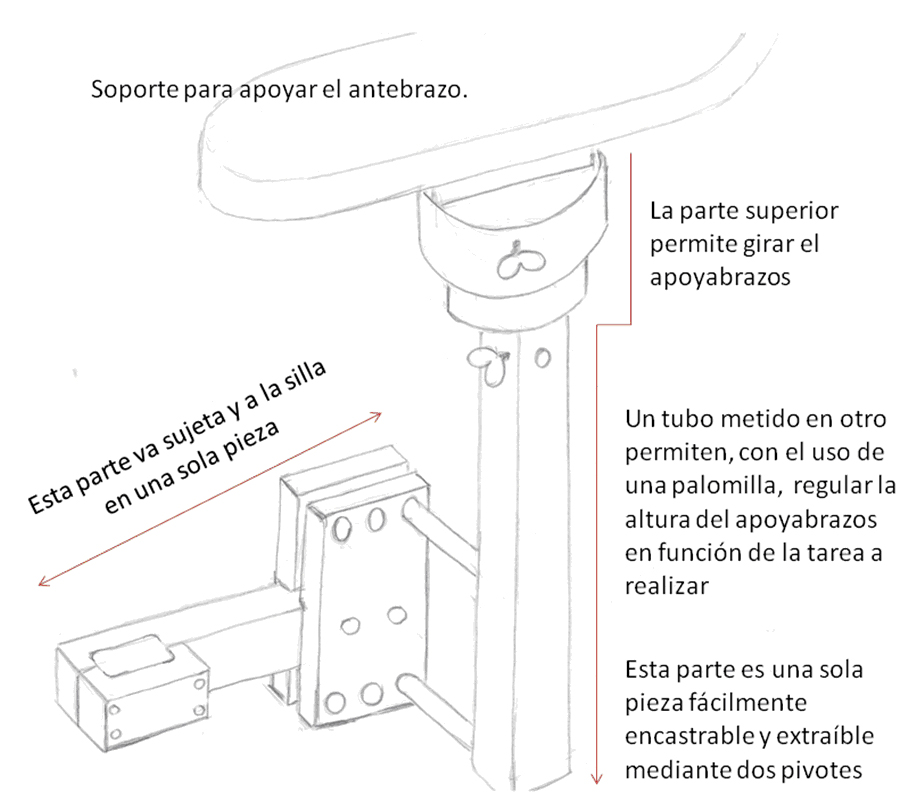 Soporte para apoyar el antebrazo.
La parte superior
permite girar el
apoyabrazos
Esta parte va sujeta y a la silla
en una sola pieza
Un tubo metido en otro
permiten, con el uso de
una palomilla, regular la
altura del apoyabrazos
en función de la tarea a
realizar
Esta parte es una sola
pieza fácilmente
encastrable y extraíble
mediante dos pivotes